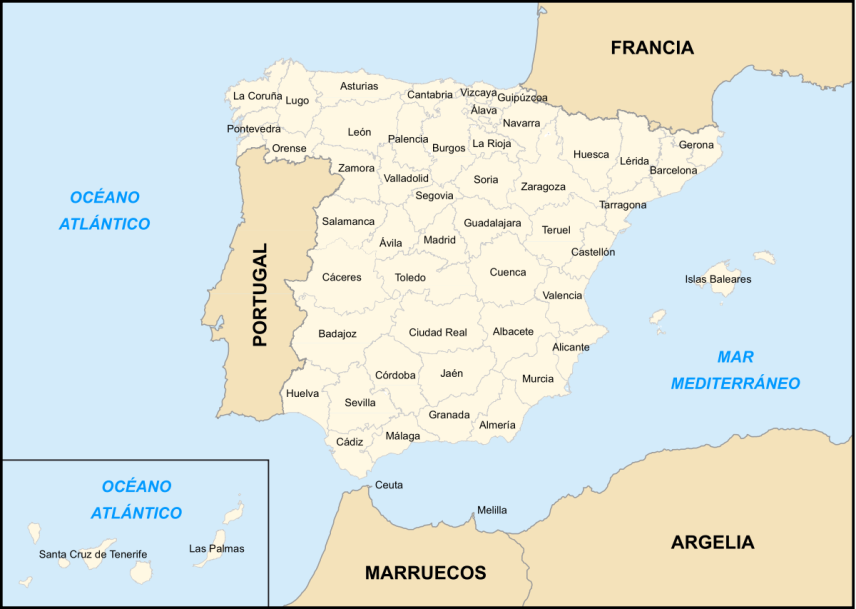 FRANCIA
Asturias
Cantabria
Vizcaya
Guipúzcoa
La Coruña
Lugo
Álava
Navarra
Pontevedra
León
Palencia
Burgos
La Rioja
Orense
Huesca
Lérida
Gerona
Barcelona
Zamora
Valladolid
Soria
Zaragoza
Segovia
Tarragona
OCÉANO
ATLÁNTICO
Salamanca
Ávila
Madrid
Guadalajara
Teruel
Castellón
PORTUGAL
Cáceres
Toledo
Cuenca
Valencia
Islas Baleares
Badajoz
Ciudad Real
Albacete
Alicante
MAR
MEDITERRÁNEO
Córdoba
Jaén
Murcia
Huelva
Sevilla
Granada
Almería
Cádiz
Málaga
Ceuta
Melilla
OCÉANO
ATLÁNTICO
Santa Cruz de Tenerife
Las Palmas
MARRUECOS
ARGELIA